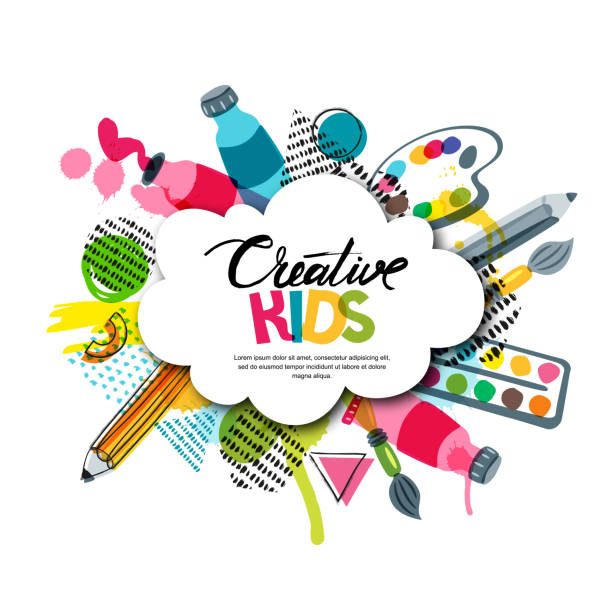 Creative
KIDS
Lorem ipsum dolor sit amet, consectetur adipisicing elit,
sed do eiusmod tempor incididunt ut labore et dolore
magna aliqua.